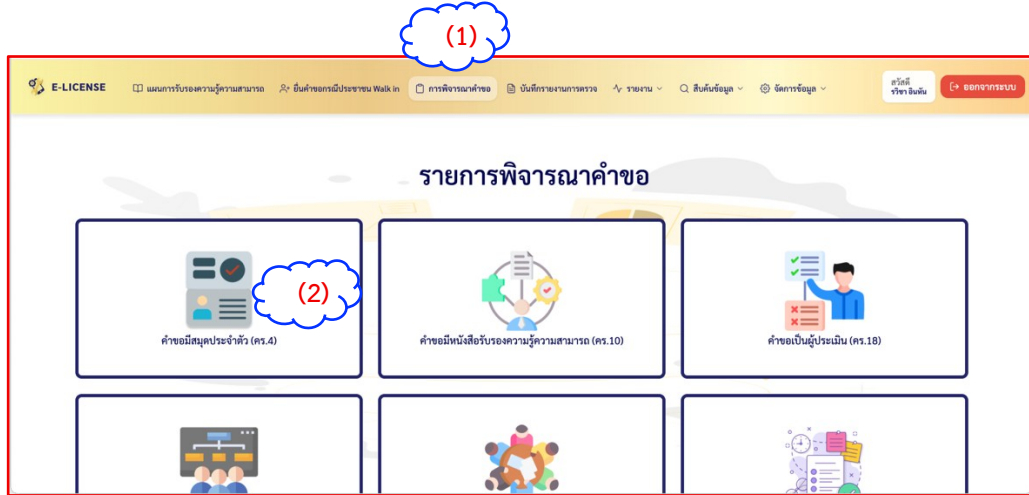 (1)
E-LICENSE
แผนการรับรองความรู้ความสามารถ
ยื่นคำขอกรณีประชาชน Walk in
การพิจารณาคำขอ
บันทึกรายงานการตรวจ
รายงาน
สืบค้นข้อมูล
จัดการข้อมูล
สวัสดี
รวิชา อินทัน
ออกจากระบบ
รายการพิจารณาคำขอ
(2)
คำขอมีสมุดประจำตัว (คร.4)
คำขอมีหนังสือรับรองความรู้ความสามารถ (คร.10)
คำขอเป็นผู้ประเมิน (คร.18)